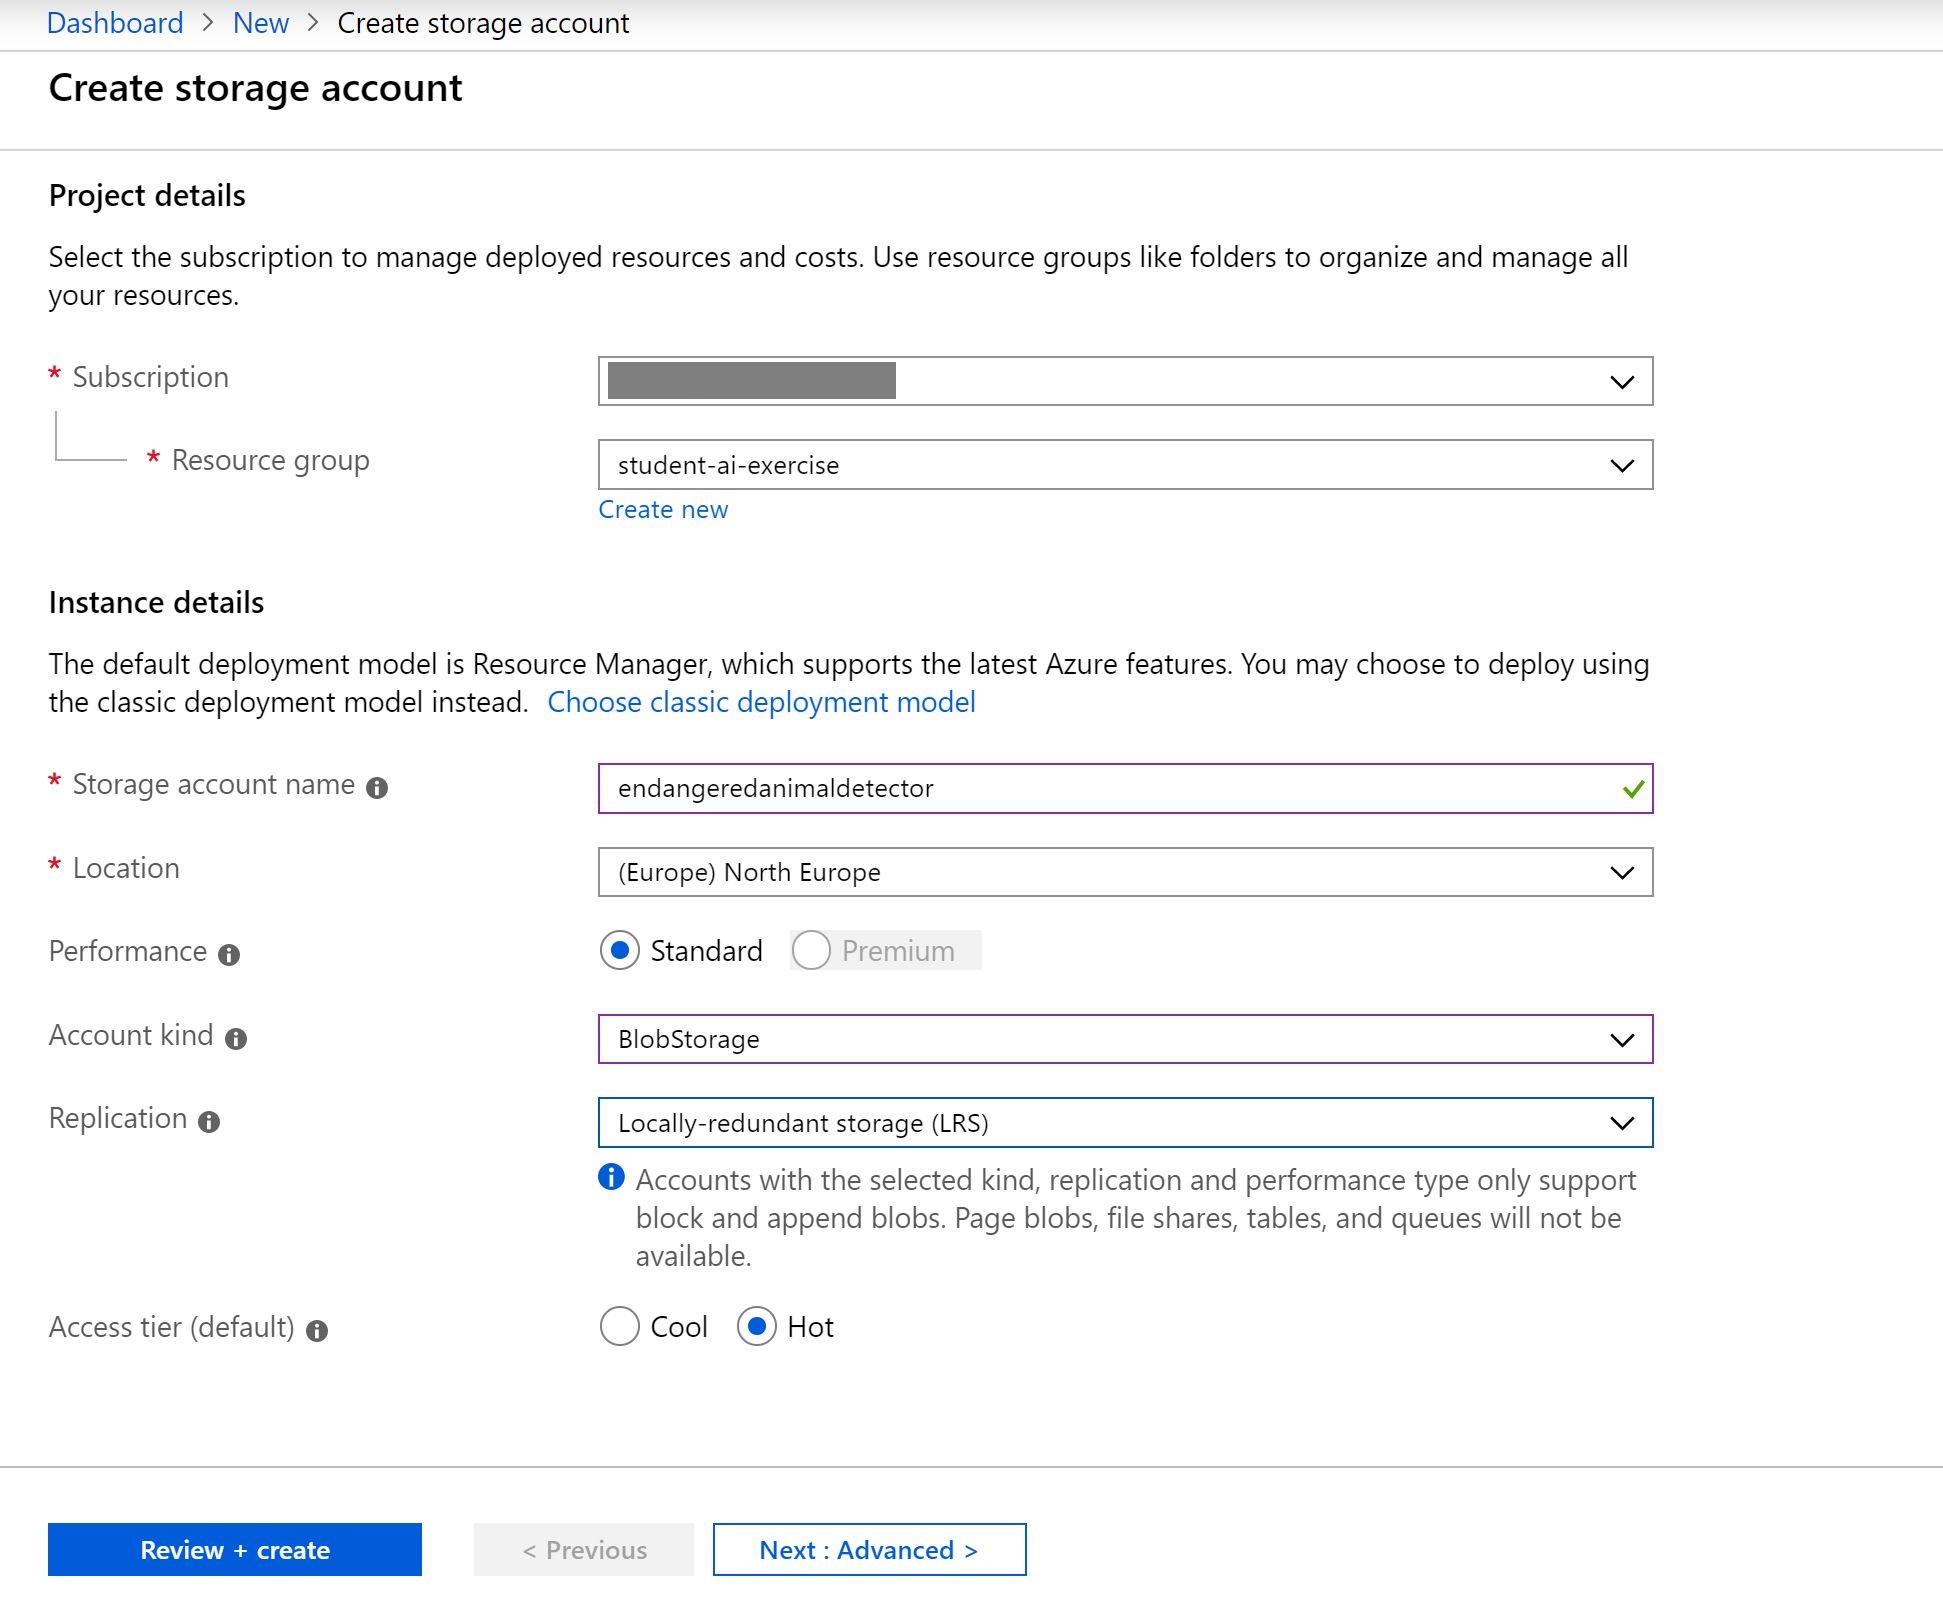 Dashboard > New > Create storage account
Create storage account
Project details
Select the subscription to manage deployed resources and costs. Use resource groups like folders to organize and manage all
your resources.
* Subscription
* Resource group
student-ai-exercise
Create new
Instance details
The default deployment model is Resource Manager, which supports the latest Azure features. You may choose to deploy using
the classic deployment model instead. Choose classic deployment model
* Storage account name
endangeredanimaldetector
* Location
(Europe) North Europe
Performance
Standard
Premium
Account kind
BlobStorage
Replication
Locally-redundant storage (LRS)
Accounts with the selected kind, replication and performance type only support
block and append blobs. Page blobs, file shares, tables, and queues will not be
available.
Access tier (default)
Cool
Hot
Review + create
< Previous
Next : Advanced >